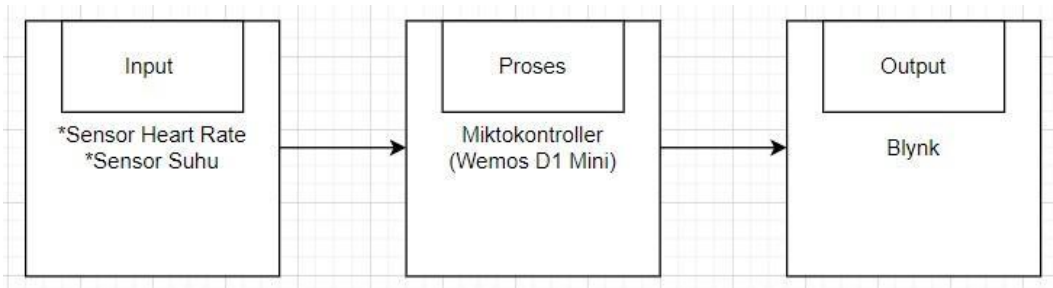 Input
*Sensor Heart Rate
*Sensor Suhu
Proses
Miktokontroller
(Wemos D1 Mini)
Output
Blynk